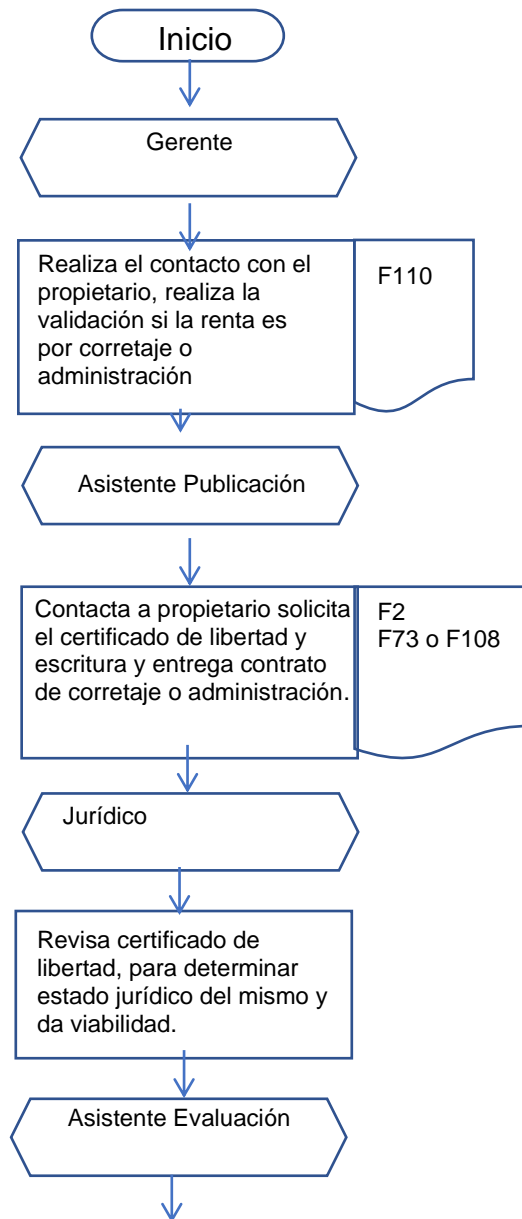 Inicio
Gerente
Realiza el contacto con el
propietario, realiza la
validación si la renta es
por corretaje o
administración
F110
Asistente Publicación
Contacta a propietario solicita
el certificado de libertad y
escritura y entrega contrato
de corretaje o administración.
F2
F73 o F108
Jurídico
Revisa certificado de
libertad, para determinar
estado jurídico del mismo y
da viabilidad.
Asistente Evaluación